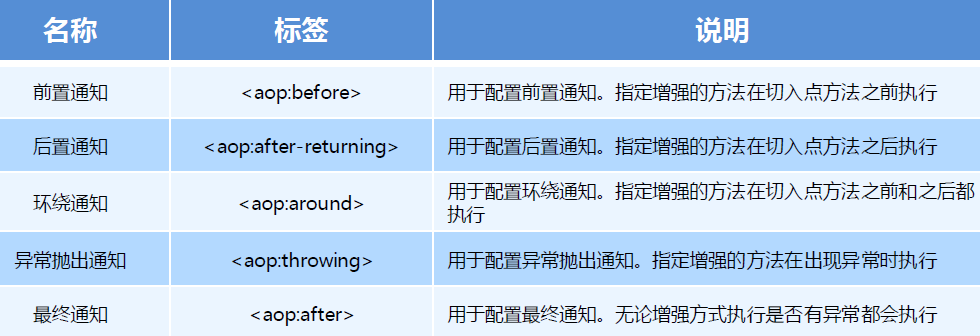 名称 标签 说明
前置通知 <aop:before> 用于配置前置通知。指定增强的方法在切入点方法之前执行
后置通知 <aop:after-returning> 用于配置后置通知。指定增强的方法在切入点方法之后执行
环绕通知 <aop:around> 用于配置环绕通知。指定增强的方法在切入点方法之前和之后都
执行
异常抛出通知 <aop:throwing> 用于配置异常抛出通知。指定增强的方法在出现异常时执行
最终通知 <aop:after> 用于配置最终通知。无论增强方式执行是否有异常都会执行